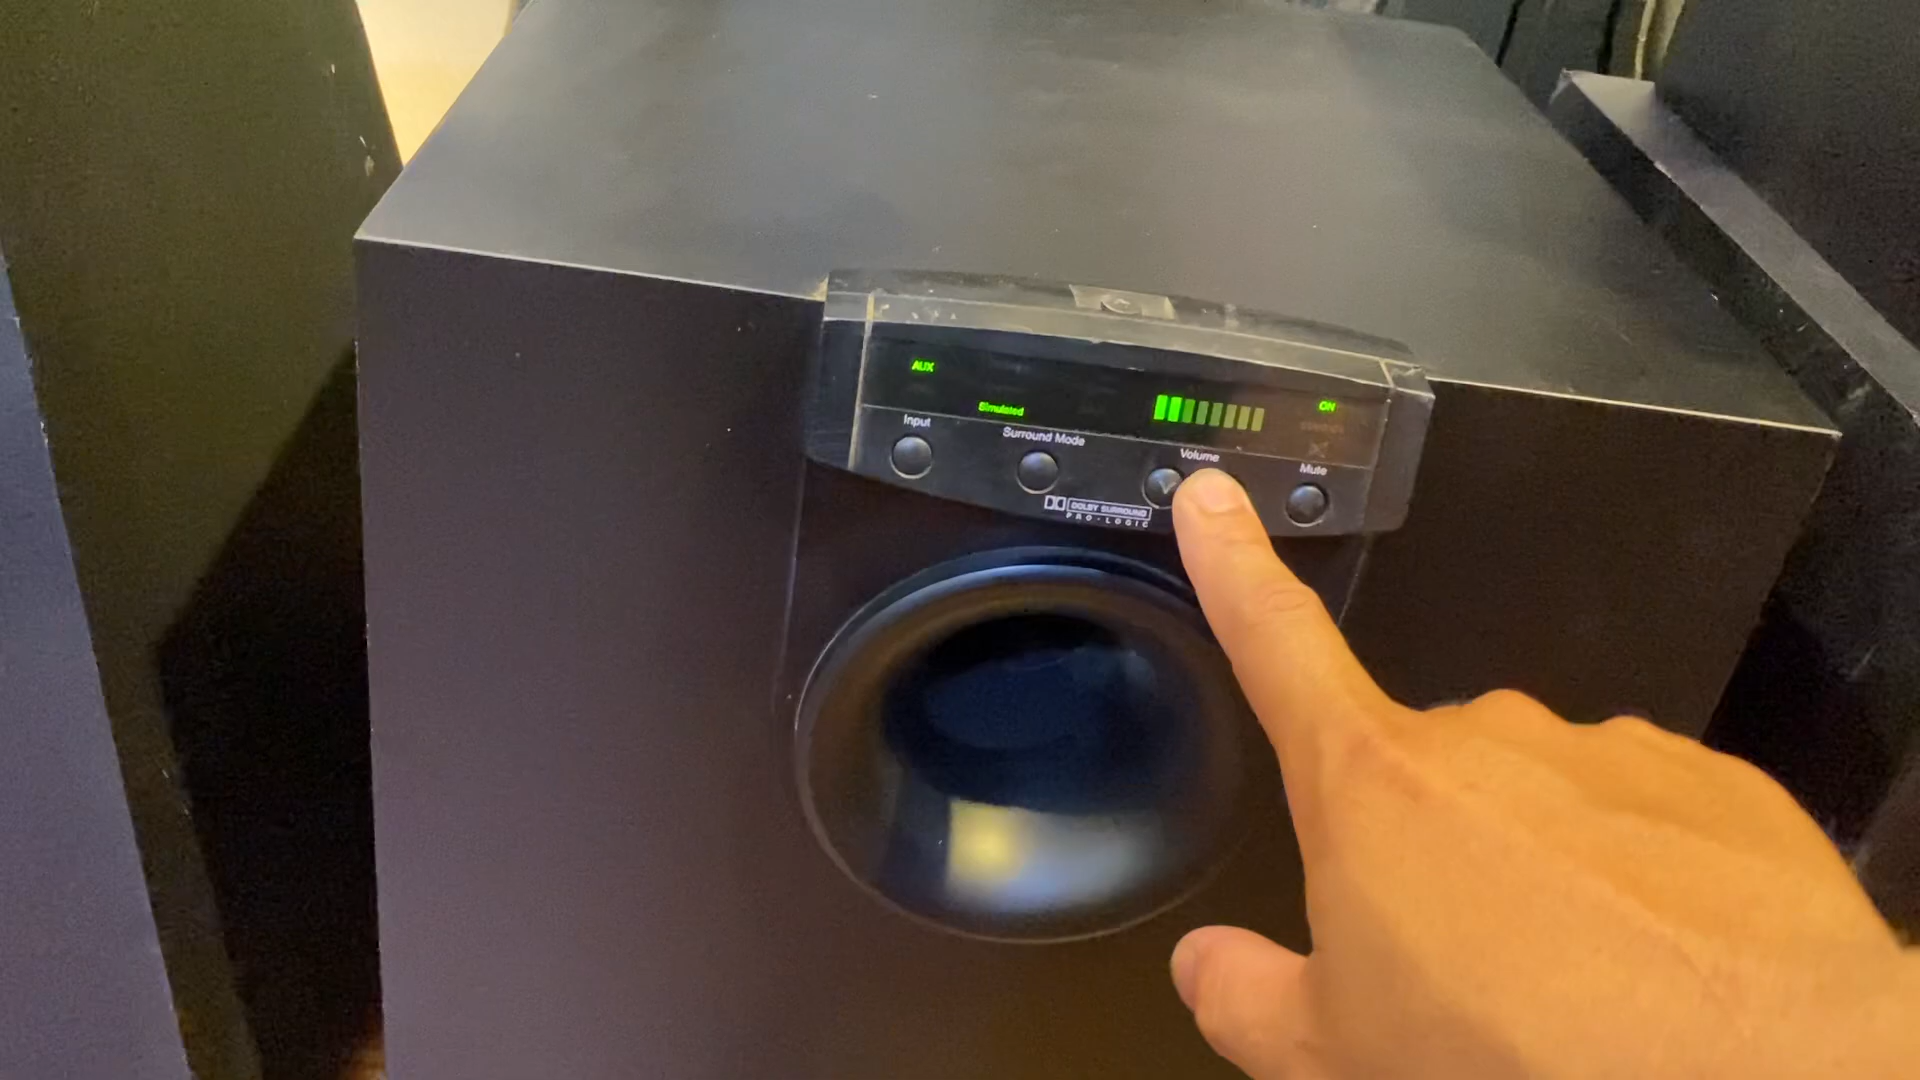 AUX
Simulated
ON
Input
Surround Mode
Volume
Mute
DOLBY SURROUND
PRO·LOGIC